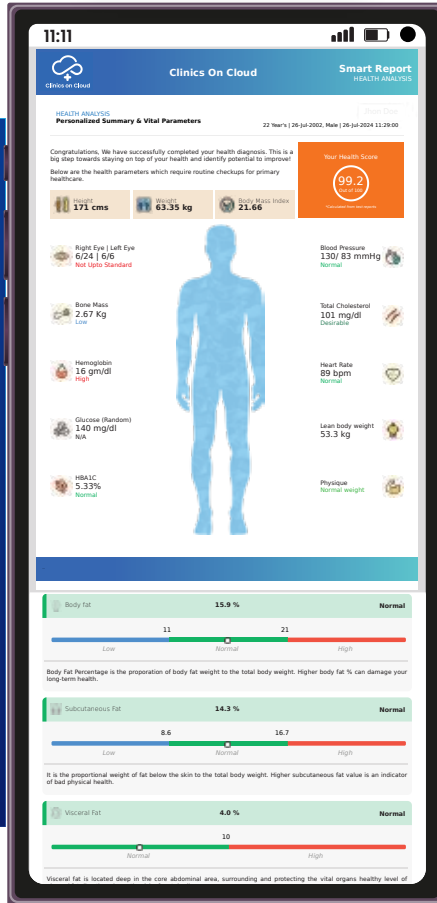 11:11
Clinics on Cloud
Clinics On Cloud
Smart Report
HEALTH ANALYSIS
HEALTH ANALYSIS
Personalized Summary & Vital Parameters
22 Year's | 26-Jul-2002, Male | 26-Jul-2024 11:29:00
Congratulations, We have successfully completed your health diagnosis. This is a
big step towards staying on top of your health and identify potential to improve!
Below are the health parameters which require routine checkups for primary
healthcare.
Your Health Score
99.2
Out of 100
Height
171 cms
Weight
63.35 kg
Body Mass Index
21.66
Right Eye | Left Eye
6/24 | 6/6
Not Upto Standard
Blood Pressure
130/ 83 mmHg
Normal
Bone Mass
2.67 Kg
Low
Total Cholesterol
101 mg/dl
Desirable
Hemoglobin
16 gm/dl
High
Heart Rate
89 bpm
Normal
Glucose (Random)
140 mg/dl
N/A
Lean body weight
53.3 kg
HBA1C
5.33%
Normal
Physique
Normal weight
Body fat 15.9 % Normal
11 21
Low Normal High
Body Fat Percentage is the proporation of body fat weight to the total body weight. Higher body fat % can damage your
long-term health.
Subcutaneous Fat 14.3 % Normal
8.6 16.7
Low Normal High
It is the proportional weight of fat below the skin to the total body weight. Higher subcutaneous fat value is an indicator
of bad physical health.
Visceral Fat 4.0 % Normal
10
Normal High
Visceral fat is located deep in the core abdominal area, surrounding and protecting the vital organs healthy level of